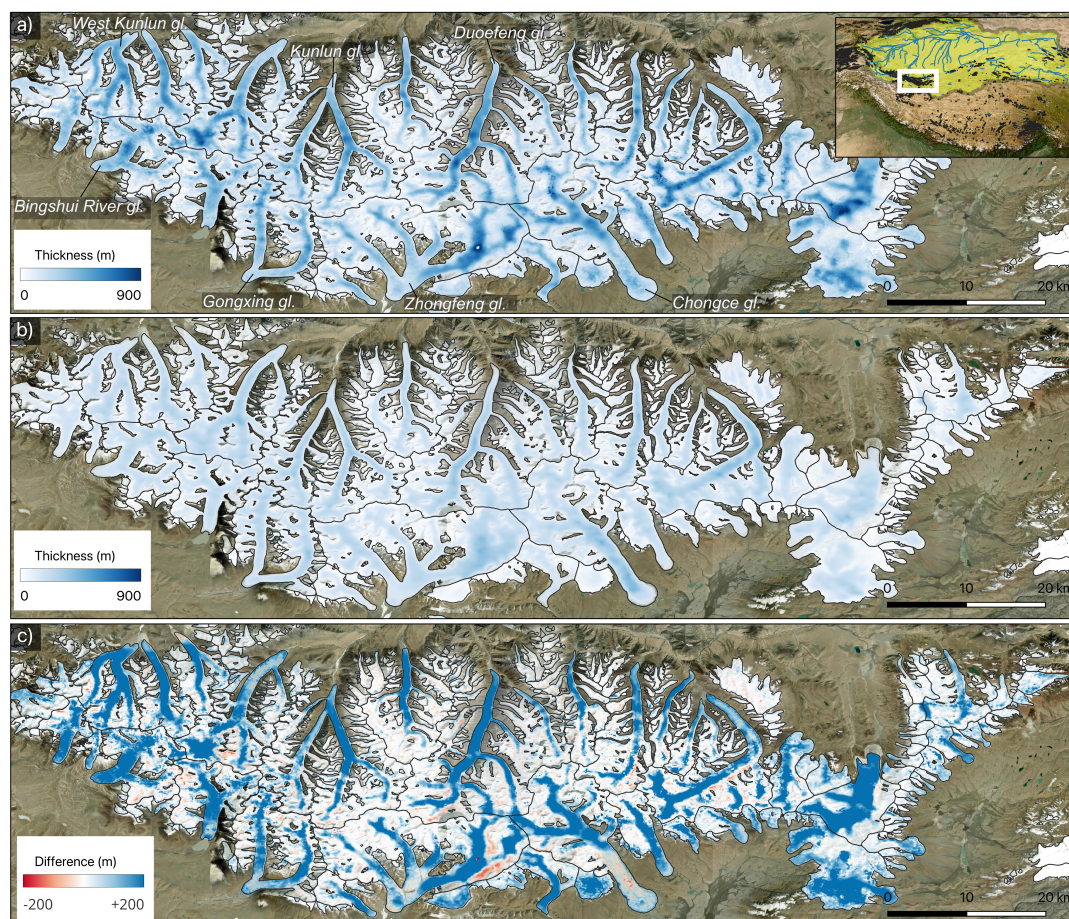 a)
West Kunlun gl.
Kunlun gl.
Duoefeng gl.
Bingshui River gl.
Gongxing gl.
Zhongfeng gl.
Chongce gl.
Thickness (m)
0 900
0 10 20 km
b)
Thickness (m)
0 900
0 10 20 km
c)
Difference (m)
-200 +200
0 10 20 km